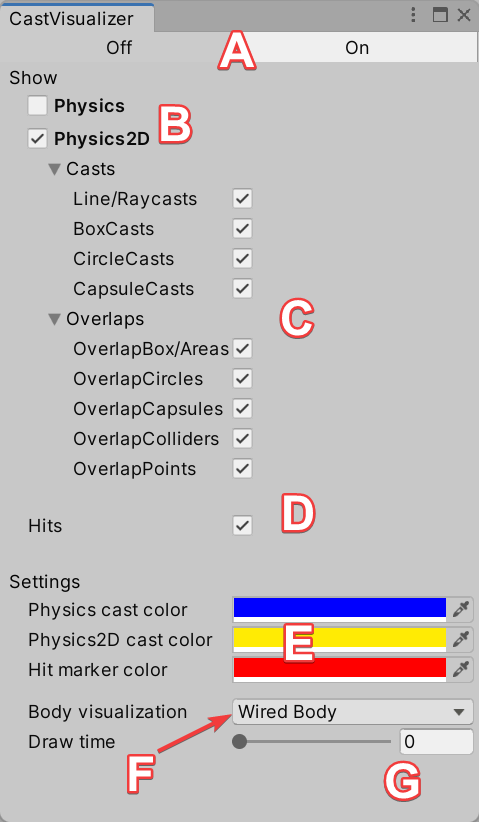 CastVisualizer
Off A On
Show
Physics
B
Physics2D
Casts
Line/Raycasts
BoxCasts
CircleCasts
CapsuleCasts
C
Overlaps
OverlapBox/Areas
OverlapCircles
OverlapCapsules
OverlapColliders
OverlapPoints
D
Hits
Settings
Physics cast color
Physics2D cast color E
Hit marker color
Body visualization Wired Body
Draw time 0
F G